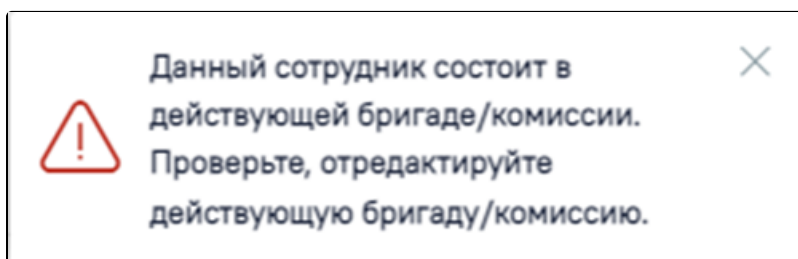 Данный сотрудник состоит в
действующей бригаде/комиссии.
Проверьте, отредактируйте
действующую бригаду/комиссию.